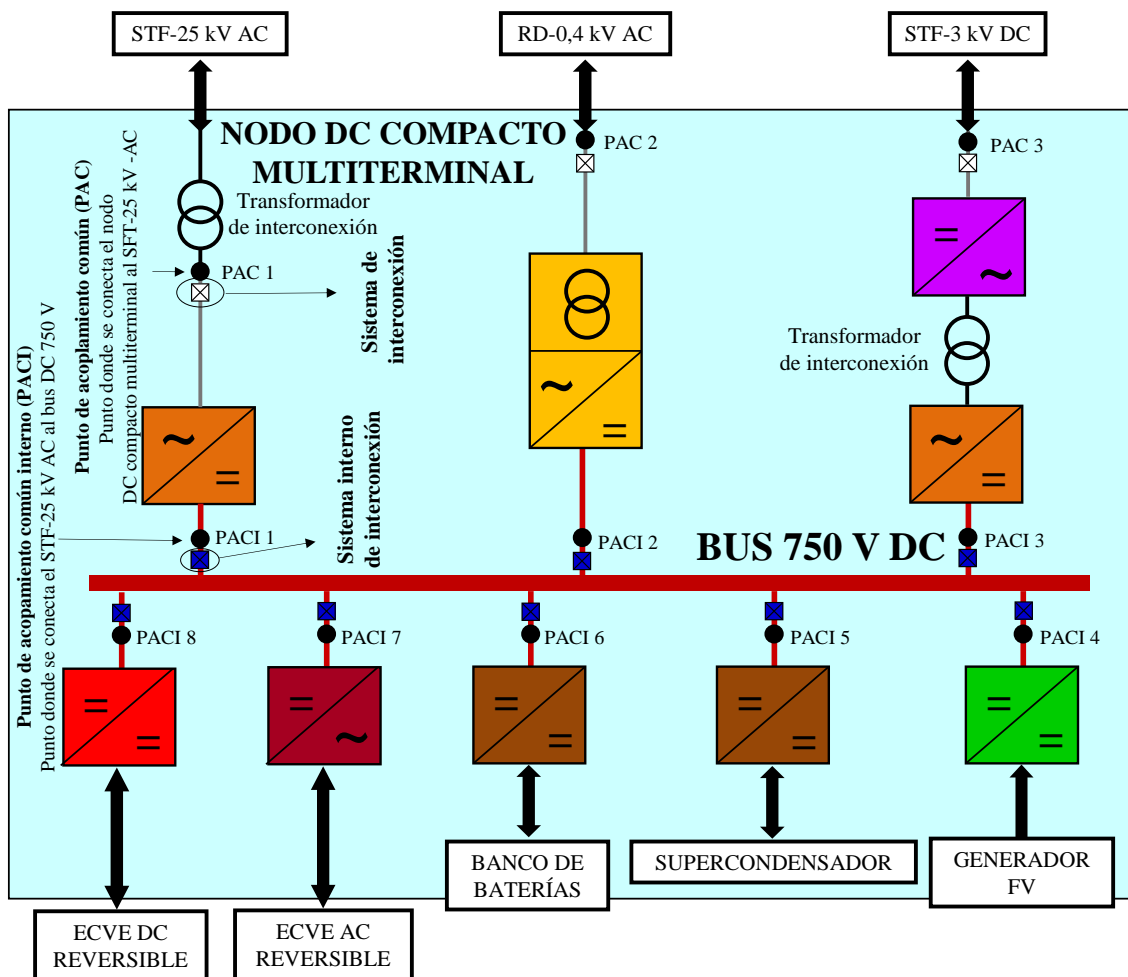 STF-25 kV AC
RD-0,4 kV AC
STF-3 kV DC
NODO DC COMPACTO
MULTITERMINAL
PAC 2
PAC 3
Transformador
de interconexión
PAC 1
Punto de acoplamiento común (PAC)
Punto donde se conecta el nodo
DC compacto multiterminal al SFT-25 kV -AC
Sistema de
interconexión
Transformador
de interconexión
~
=
~
=
=
~
~
=
Punto de acopamiento común interno (PACI)
Punto donde se conecta el STF-25 kV AC al bus DC 750 V
Sistema interno
de interconexión
PACI 1
PACI 2
BUS 750 V DC
PACI 3
PACI 8
PACI 7
PACI 6
PACI 5
PACI 4
=
=
=
~
=
=
=
=
=
=
BANCO DE
BATERÍAS
SUPERCONDENSADOR
GENERADOR
FV
ECVE DC
REVERSIBLE
ECVE AC
REVERSIBLE